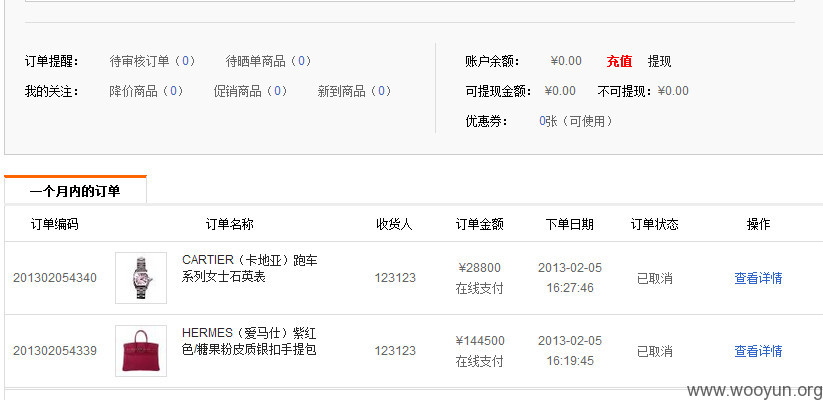 订单提醒： 待审核订单（0） 待晒单商品（0） 账户余额： ¥0.00 充值 提现
我的关注： 降价商品（0） 促销商品（0） 新到商品（0） 可提现金额： ¥0.00 不可提现：¥0.00
优惠券： 0张（可使用）
一个月内的订单
订单编码 订单名称 收货人 订单金额 下单日期 订单状态 操作
CARTIER（卡地亚）跑车
系列女士石英表
201302054340 123123 ¥28800 2013-02-05 已取消 查看详情
在线支付 16:27:46
HERMES（爱马仕）紫红
色/糖果粉皮质银扣手提包
201302054339 123123 ¥144500 2013-02-05 已取消 查看详情
在线支付 16:19:45
www.wooyun.org